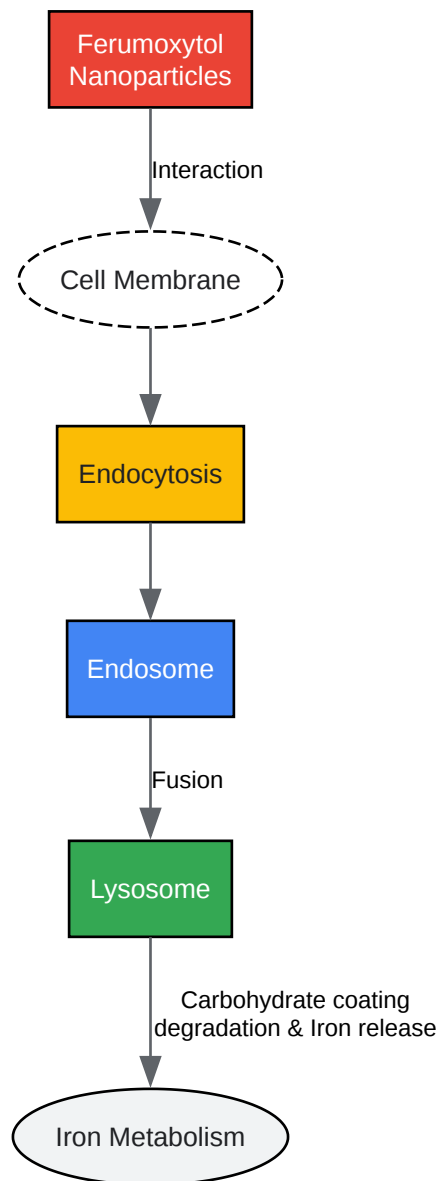 Ferumoxytol
Nanoparticles
Interaction
Cell Membrane
Endocytosis
Endosome
Fusion
Lysosome
Carbohydrate coating
degradation & Iron release
Iron Metabolism